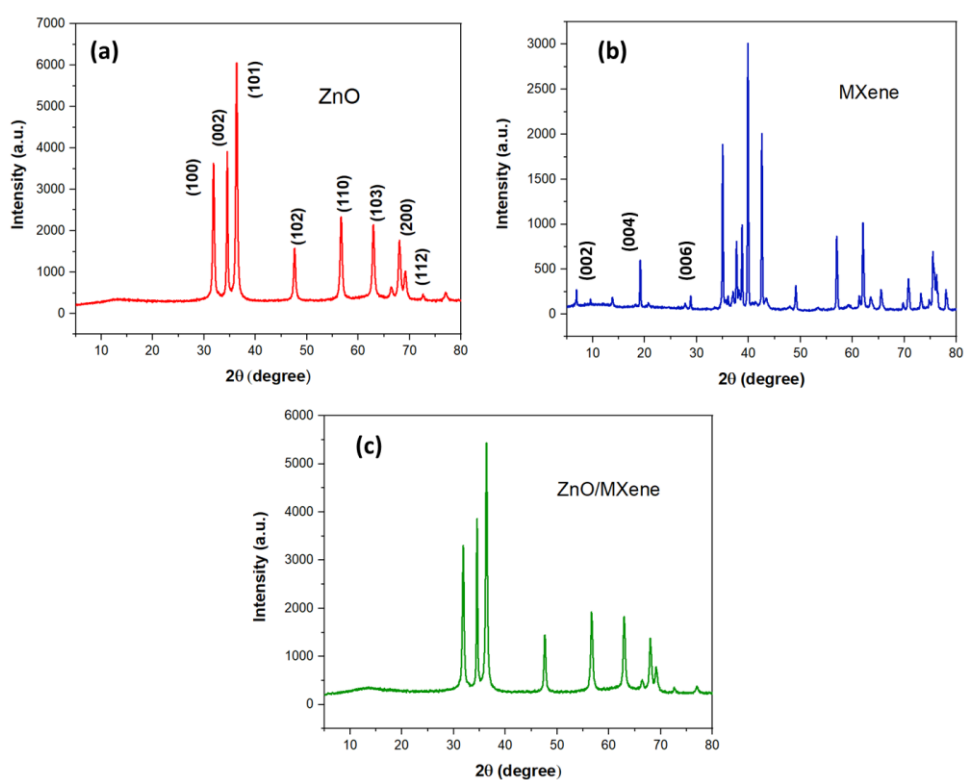 (a)
ZnO
7000
6000
5000
4000
3000
2000
1000
0
Intensity (a.u.)
(100)
(002)
(101)
(102)
(110)
(103)
(200)
(112)
10 20 30 40 50 60 70 80
2θ (degree)
(b)
MXene
3000
2500
2000
1500
1000
500
0
Intensity (a.u.)
(002)
(004)
(006)
10 20 30 40 50 60 70 80
2θ (degree)
(c)
ZnO/MXene
6000
5000
4000
3000
2000
1000
0
Intensity (a.u.)
10 20 30 40 50 60 70 80
2θ (degree)